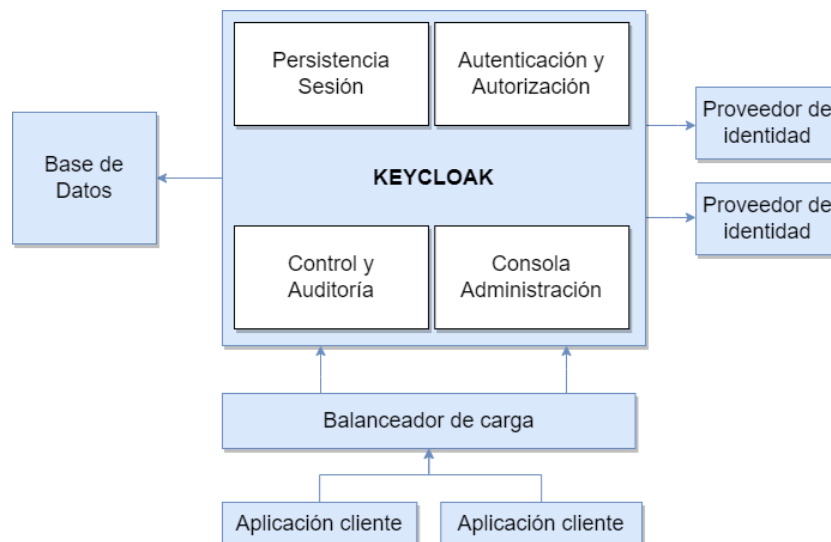 Persistencia
Sesión
Autenticación y
Autorización
Proveedor de
identidad
Base de
Datos
KEYCLOAK
Proveedor de
identidad
Control y
Auditoría
Consola
Administración
Balanceador de carga
Aplicación cliente
Aplicación cliente